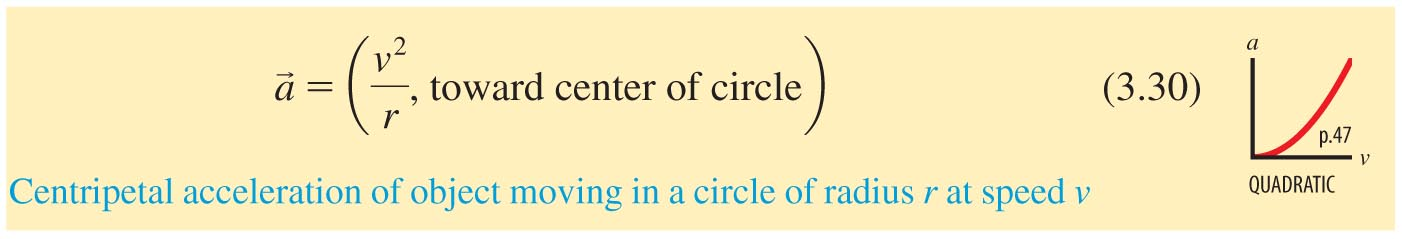 a⃗ = (v²/r, toward center of circle) (3.30)
Centripetal acceleration of object moving in a circle of radius r at speed v
a
p.47
v
QUADRATIC